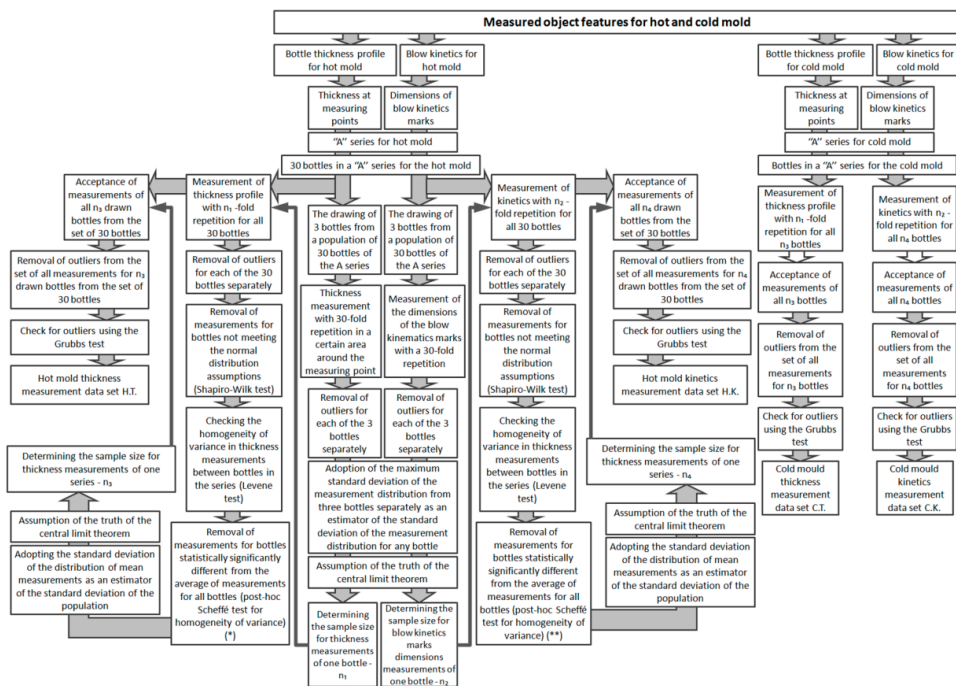 Measured object features for hot and cold mold
Bottle thickness profile
for hot mold
Blow kinetics for
hot mold
Bottle thickness profile
for cold mold
Blow kinetics for
cold mold
Thickness at
measuring
points
Dimensions of
blow kinetics
marks
Thickness at
measuring
points
Dimensions of
blow kinetics
marks
"A" series for hot mold
"A" series for cold mold
30 bottles in a "A" series for the hot mold
Bottles in a "A" series for the cold mold
Acceptance of
measurements
of all n₃ drawn
bottles from the
set of 30 bottles
Removal of outliers from the
set of all measurements for n₃
drawn bottles from the set of
30 bottles
Check for outliers using the
Grubbs test
Hot mold thickness
measurement data set H.T.
Determining the sample size for
thickness measurements of one
series - n₃
Assumption of the truth of the
central limit theorem
Adopting the standard deviation
of the distribution of mean
measurements as an estimator
of the standard deviation of the
population
Measurement of
thickness profile
with n₁ -fold
repetition for all
30 bottles
Removal of outliers
for each of the 30
bottles separately
Removal of
measurements for
bottles not meeting
the normal
distribution
assumptions
(Shapiro-Wilk test)
Checking the
homogeneity of
variance in thickness
measurements
between bottles in
the series (Levene
test)
Removal of
measurements for bottles
statistically significantly
different from the
average of measurements
for all bottles (post-hoc
Scheffé test for
homogeneity of variance)
(*)
The drawing of
3 bottles from a
population of
30 bottles of
the A series
Thickness
measurement
with 30-fold
repetition in a
certain area
around the
measuring point
Removal of
outliers for
each of the 3
bottles
separately
The drawing of
3 bottles from a
population of
30 bottles of
the A series
Measurement of
the dimensions
of the blow
kinematics marks
with a 30-fold
repetition
Removal of
outliers for
each of the 3
bottles
separately
Adoption of the maximum
standard deviation of the
measurement distribution from
three bottles separately as an
estimator of the standard
deviation of the measurement
distribution for any bottle
Assumption of the truth of the
central limit theorem
Determining
the sample size
for thickness
measurements
of one bottle -
n₁
Determining the
sample size for
blow kinetics
marks
dimensions
measurements of
one bottle - n₂
Measurement of
kinetics with n₂ -
fold repetition for
all 30 bottles
Removal of outliers
for each of the 30
bottles separately
Removal of
measurements for
bottles not meeting
the normal
distribution
assumptions
(Shapiro-Wilk test)
Checking the
homogeneity of
variance in thickness
measurements
between bottles in
the series (Levene
test)
Removal of
measurements for
bottles statistically
significantly different
from the average of
measurements for all
bottles (post-hoc Scheffé
test for homogeneity of
variance) (**)
Acceptance of
measurements of
all n₄ drawn
bottles from the
set of 30 bottles
Removal of outliers from the
set of all measurements for n₄
drawn bottles from the set of
30 bottles
Check for outliers using the
Grubbs test
Hot mold kinetics
measurement data set H.K.
Determining the sample size for
thickness measurements of one
series - n₄
Assumption of the truth of the
central limit theorem
Adopting the standard deviation
of the distribution of mean
measurements as an estimator
of the standard deviation of the
population
Measurement of
thickness profile
with n₁ -fold
repetition for all
n₃ bottles
Acceptance of
measurements of
all n₃ bottles
Removal of
outliers from the
set of all
measurements for
n₃ bottles
Check for outliers
using the Grubbs
test
Cold mould
thickness
measurement
data set C.T.
Measurement of
kinetics with n₂ -
fold repetition for
all n₄ bottles
Acceptance of
measurements of
all n₄ bottles
Removal of
outliers from the
set of all
measurements for
n₄ bottles
Check for outliers
using the Grubbs
test
Cold mould
kinetics
measurement
data set C.K.